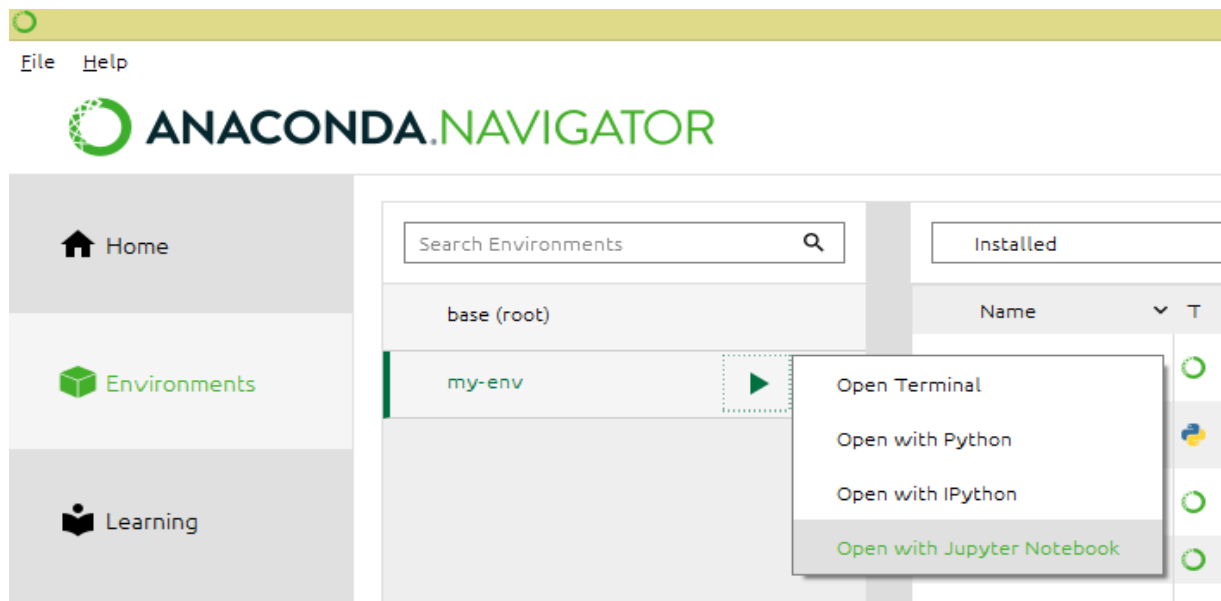 File Help
ANACONDA.NAVIGATOR
Home
Search Environments
Installed
base (root)
Name T
my-env
Open Terminal
Environments
Open with Python
Open with IPython
Learning
Open with Jupyter Notebook